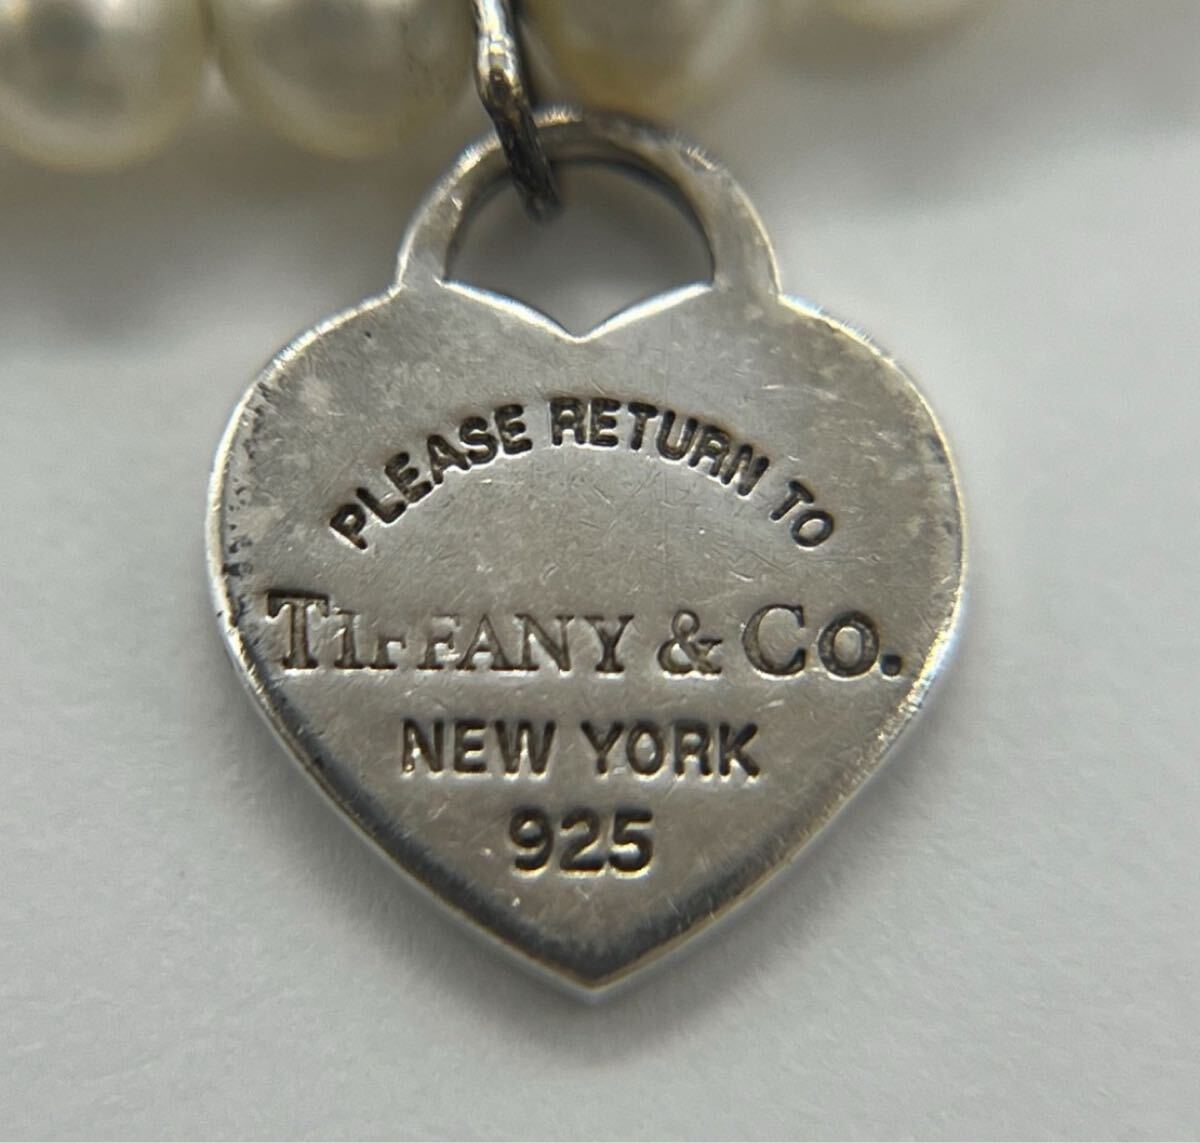 PLEASE RETURN TO
TIFFANY & CO.
NEW YORK
925